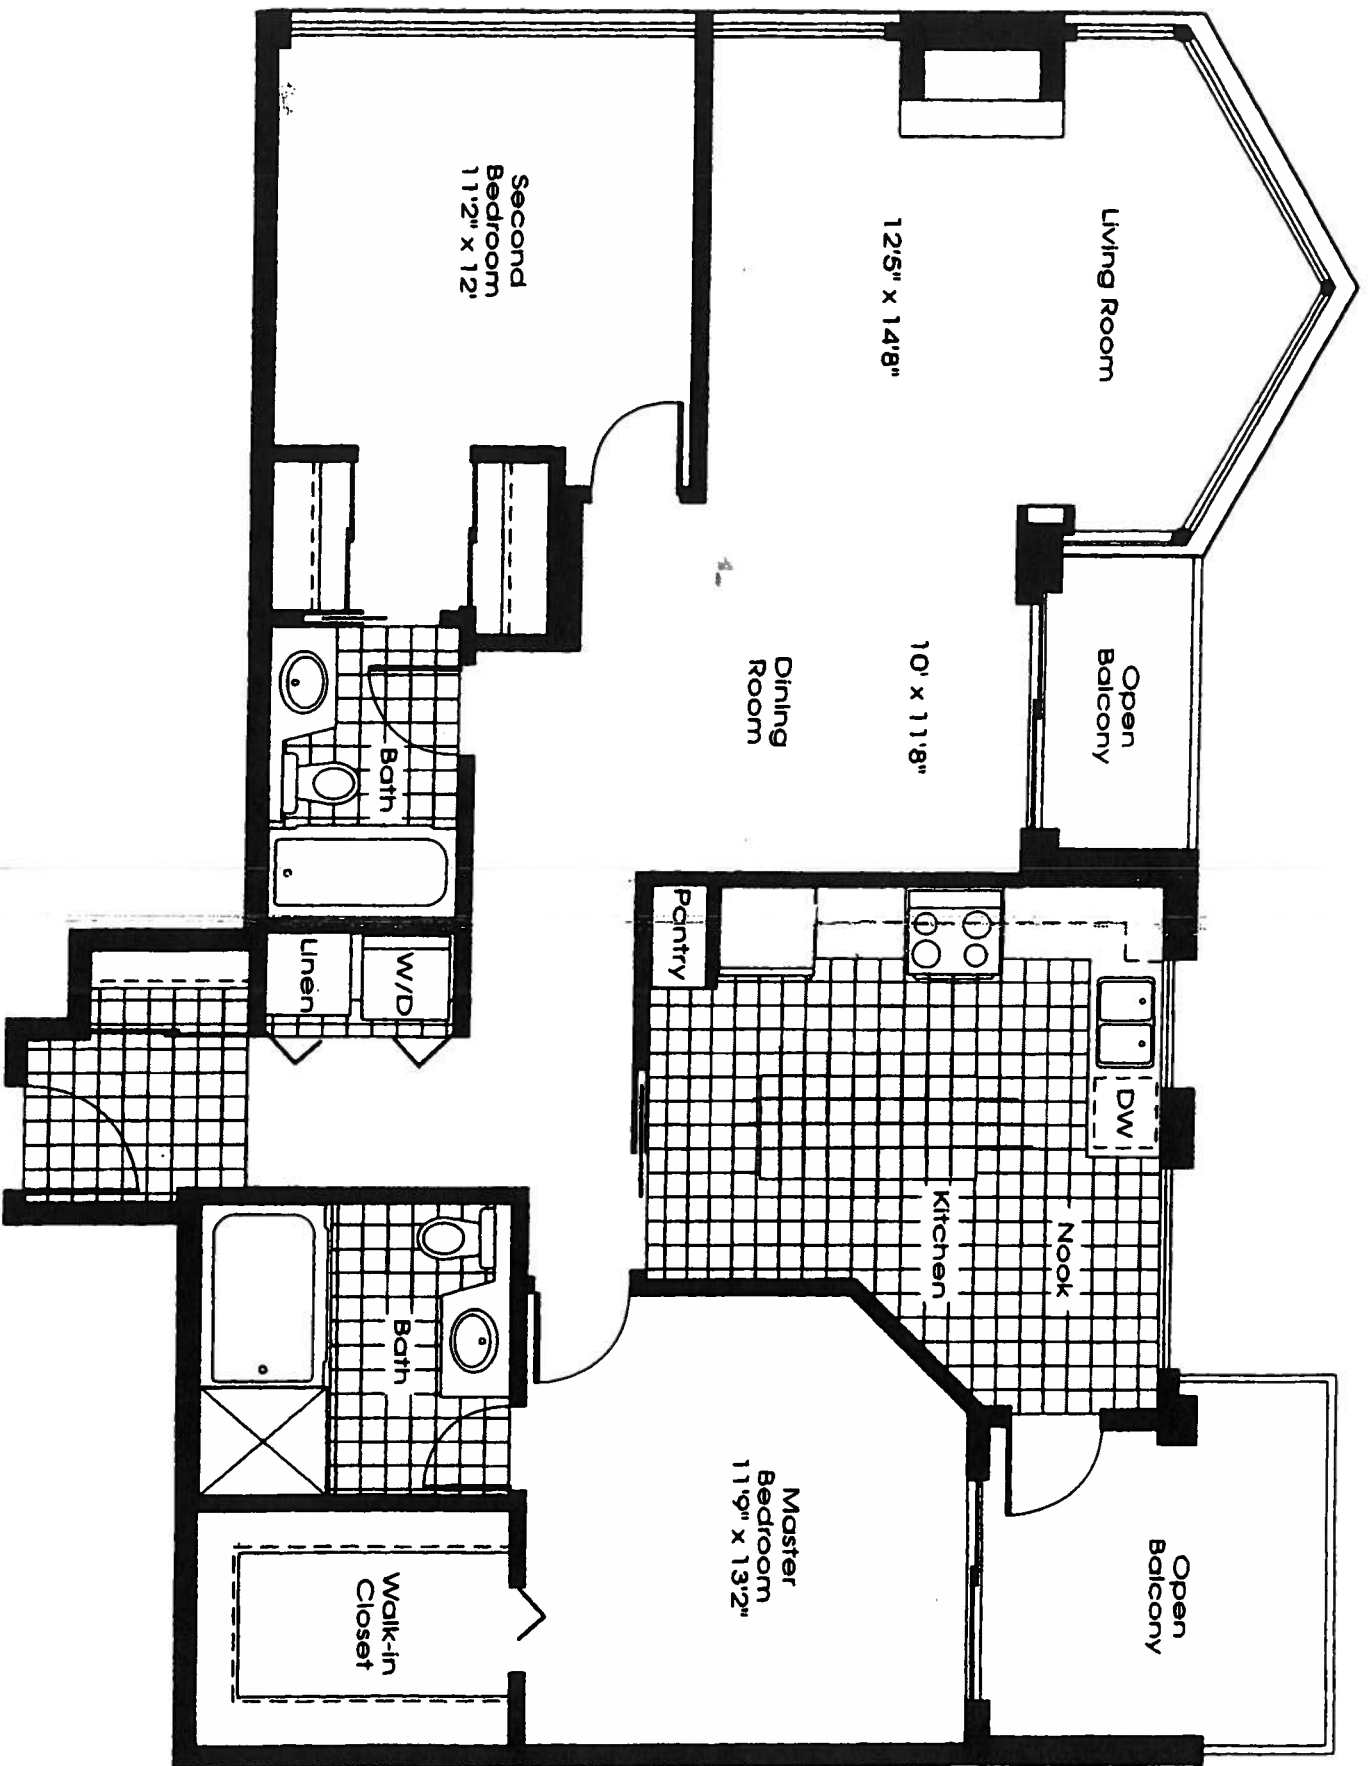 Living Room
12'5" x 14'8"
Second
Bedroom
11'2" x 12'
Open
Balcony
10' x 11'8"
Dining
Room
Bath
Pantry
Linen
W/D
DW
Nook
Kitchen
Bath
Open
Balcony
Master
Bedroom
11'9" x 13'2"
Walk-in
Closet